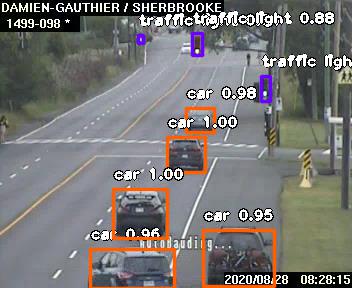 DAMIEN-GAUTHIER / SHERBROOKE
1499-098 *
traffic light 0.88
traffic ligh
car 0.98
car 1.00
car 1.00
car 0.95
car 0.96
Autobauding...
2020/08/28 08:28:15